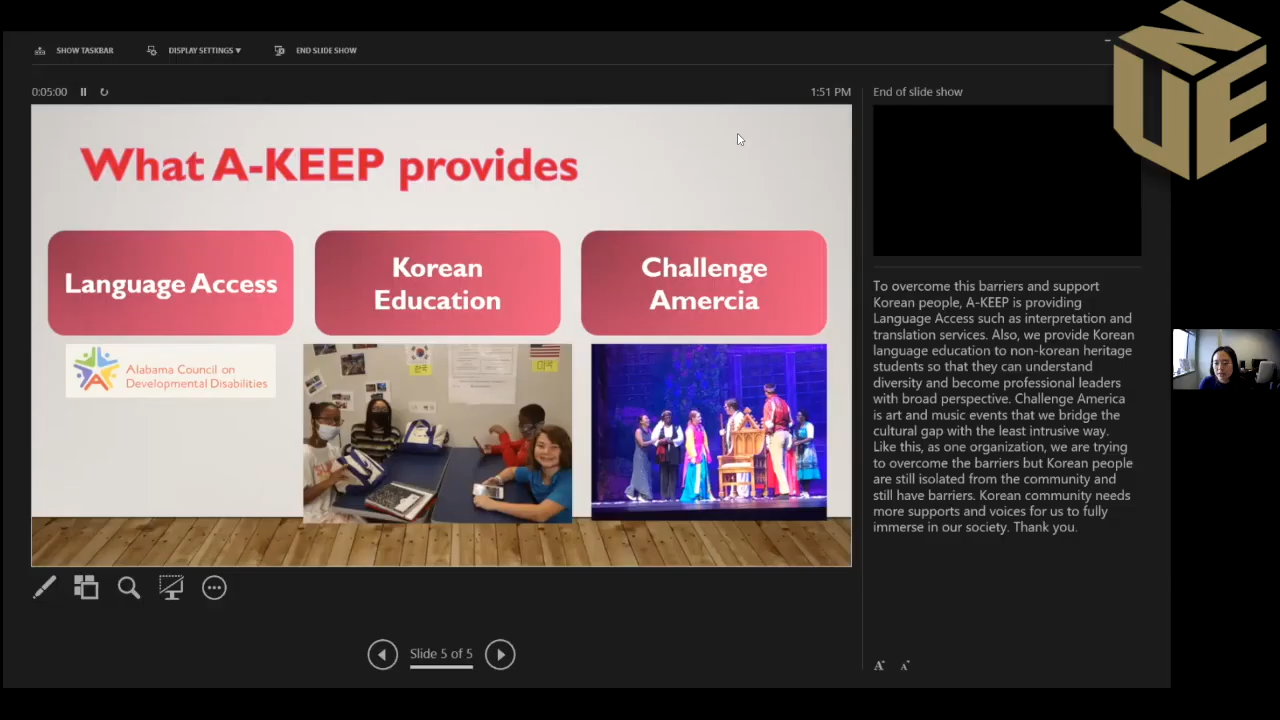 SHOW TASKBAR
DISPLAY SETTINGS ▼
END SLIDE SHOW
0:05:00
1:51 PM
What A-KEEP provides
Language Access
Korean
Education
Challenge
Amercia
Alabama Council on
Developmental Disabilities
한국
미국
Slide 5 of 5
End of slide show
To overcome this barriers and support
Korean people, A-KEEP is providing
Language Access such as interpretation and
translation services. Also, we provide Korean
language education to non-korean heritage
students so that they can understand
diversity and become professional leaders
with broad perspective. Challenge America
is art and music events that we bridge the
cultural gap with the least intrusive way.
Like this, as one organization, we are trying
to overcome the barriers but Korean people
are still isolated from the community and
still have barriers. Korean community needs
more supports and voices for us to fully
immerse in our society. Thank you.
A
A
UNE